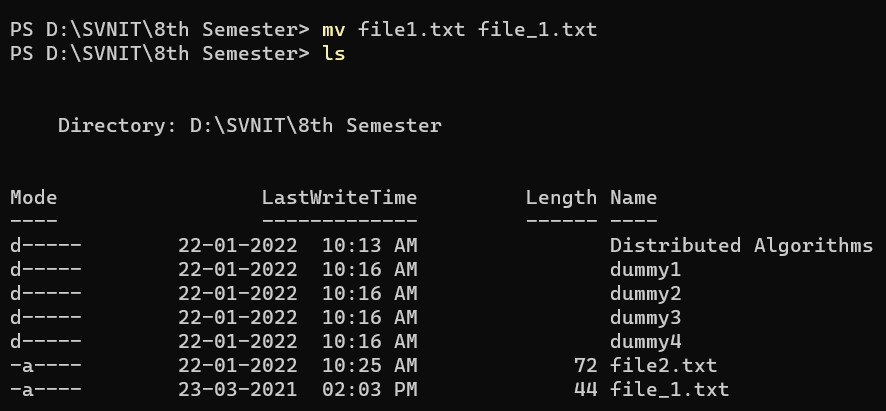 PS D:\SVNIT\8th Semester> mv file1.txt file_1.txt
PS D:\SVNIT\8th Semester> ls
Directory: D:\SVNIT\8th Semester
Mode                 LastWriteTime         Length Name
----                 -------------         ------ ----
d-----        22-01-2022  10:13 AM                Distributed Algorithms
d-----        22-01-2022  10:16 AM                dummy1
d-----        22-01-2022  10:16 AM                dummy2
d-----        22-01-2022  10:16 AM                dummy3
d-----        22-01-2022  10:16 AM                dummy4
-a----        22-01-2022  10:25 AM             72 file2.txt
-a----        23-03-2021  02:03 PM             44 file_1.txt